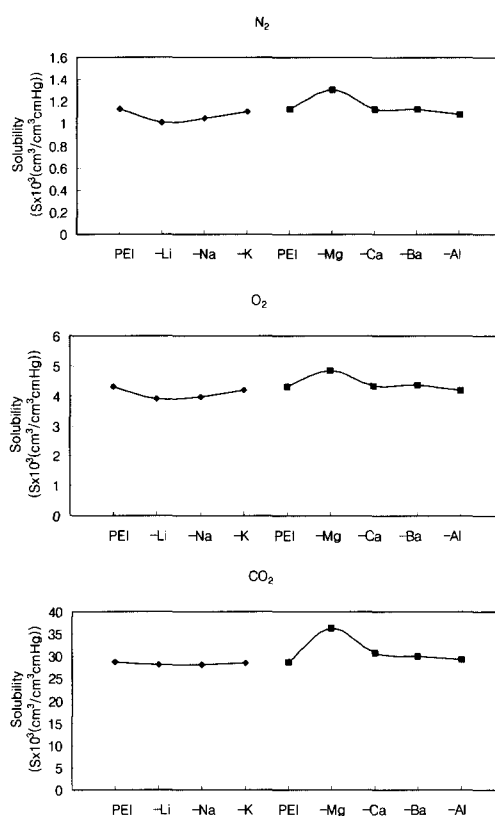 N₂
Solubility
(Sx10³(cm³/cm³cmHg))
1.6
1.4
1.2
1
0.8
0.6
0.4
0.2
0
PEI –Li –Na –K PEI –Mg –Ca –Ba –Al
O₂
Solubility
(Sx10³(cm³/cm³cmHg))
6
5
4
3
2
1
0
PEI –Li –Na –K PEI –Mg –Ca –Ba –Al
CO₂
Solubility
(Sx10³(cm³/cm³cmHg))
40
35
30
25
20
15
10
5
0
PEI –Li –Na –K PEI –Mg –Ca –Ba –Al